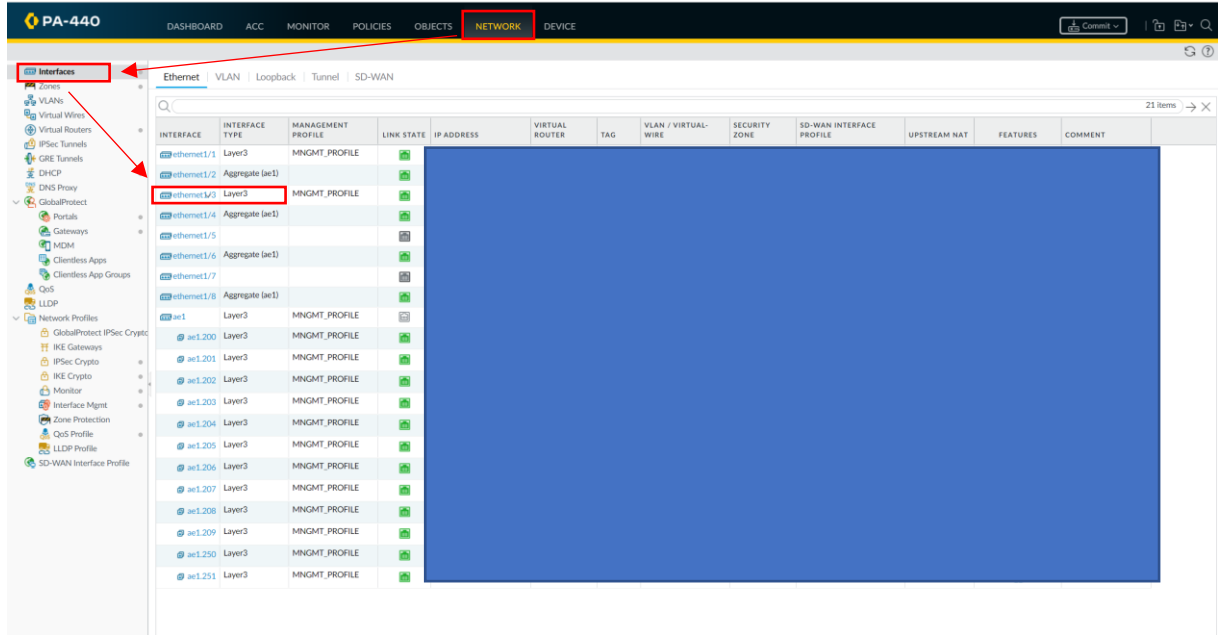 PA-440
DASHBOARD ACC MONITOR POLICIES OBJECTS NETWORK DEVICE
Commit
Interfaces
Zones
VLANs
Virtual Wires
Virtual Routers
IPSec Tunnels
GRE Tunnels
DHCP
DNS Proxy
GlobalProtect
Portals
Gateways
MDM
Clientless Apps
Clientless App Groups
QoS
LLDP
Network Profiles
GlobalProtect IPSec Crypto
IKE Gateways
IPSec Crypto
IKE Crypto
Monitor
Interface Mgmt
Zone Protection
QoS Profile
LLDP Profile
SD-WAN Interface Profile
Ethernet VLAN Loopback Tunnel SD-WAN
21 items
INTERFACE INTERFACE TYPE MANAGEMENT PROFILE LINK STATE IP ADDRESS VIRTUAL ROUTER TAG VLAN / VIRTUAL-WIRE SECURITY ZONE SD-WAN INTERFACE PROFILE UPSTREAM NAT FEATURES COMMENT
ethernet1/1 Layer3 MNGMT_PROFILE
ethernet1/2 Aggregate (ae1)
ethernet1/3 Layer3 MNGMT_PROFILE
ethernet1/4 Aggregate (ae1)
ethernet1/5
ethernet1/6 Aggregate (ae1)
ethernet1/7
ethernet1/8 Aggregate (ae1)
ae1 Layer3 MNGMT_PROFILE
ae1.200 Layer3 MNGMT_PROFILE
ae1.201 Layer3 MNGMT_PROFILE
ae1.202 Layer3 MNGMT_PROFILE
ae1.203 Layer3 MNGMT_PROFILE
ae1.204 Layer3 MNGMT_PROFILE
ae1.205 Layer3 MNGMT_PROFILE
ae1.206 Layer3 MNGMT_PROFILE
ae1.207 Layer3 MNGMT_PROFILE
ae1.208 Layer3 MNGMT_PROFILE
ae1.209 Layer3 MNGMT_PROFILE
ae1.250 Layer3 MNGMT_PROFILE
ae1.251 Layer3 MNGMT_PROFILE